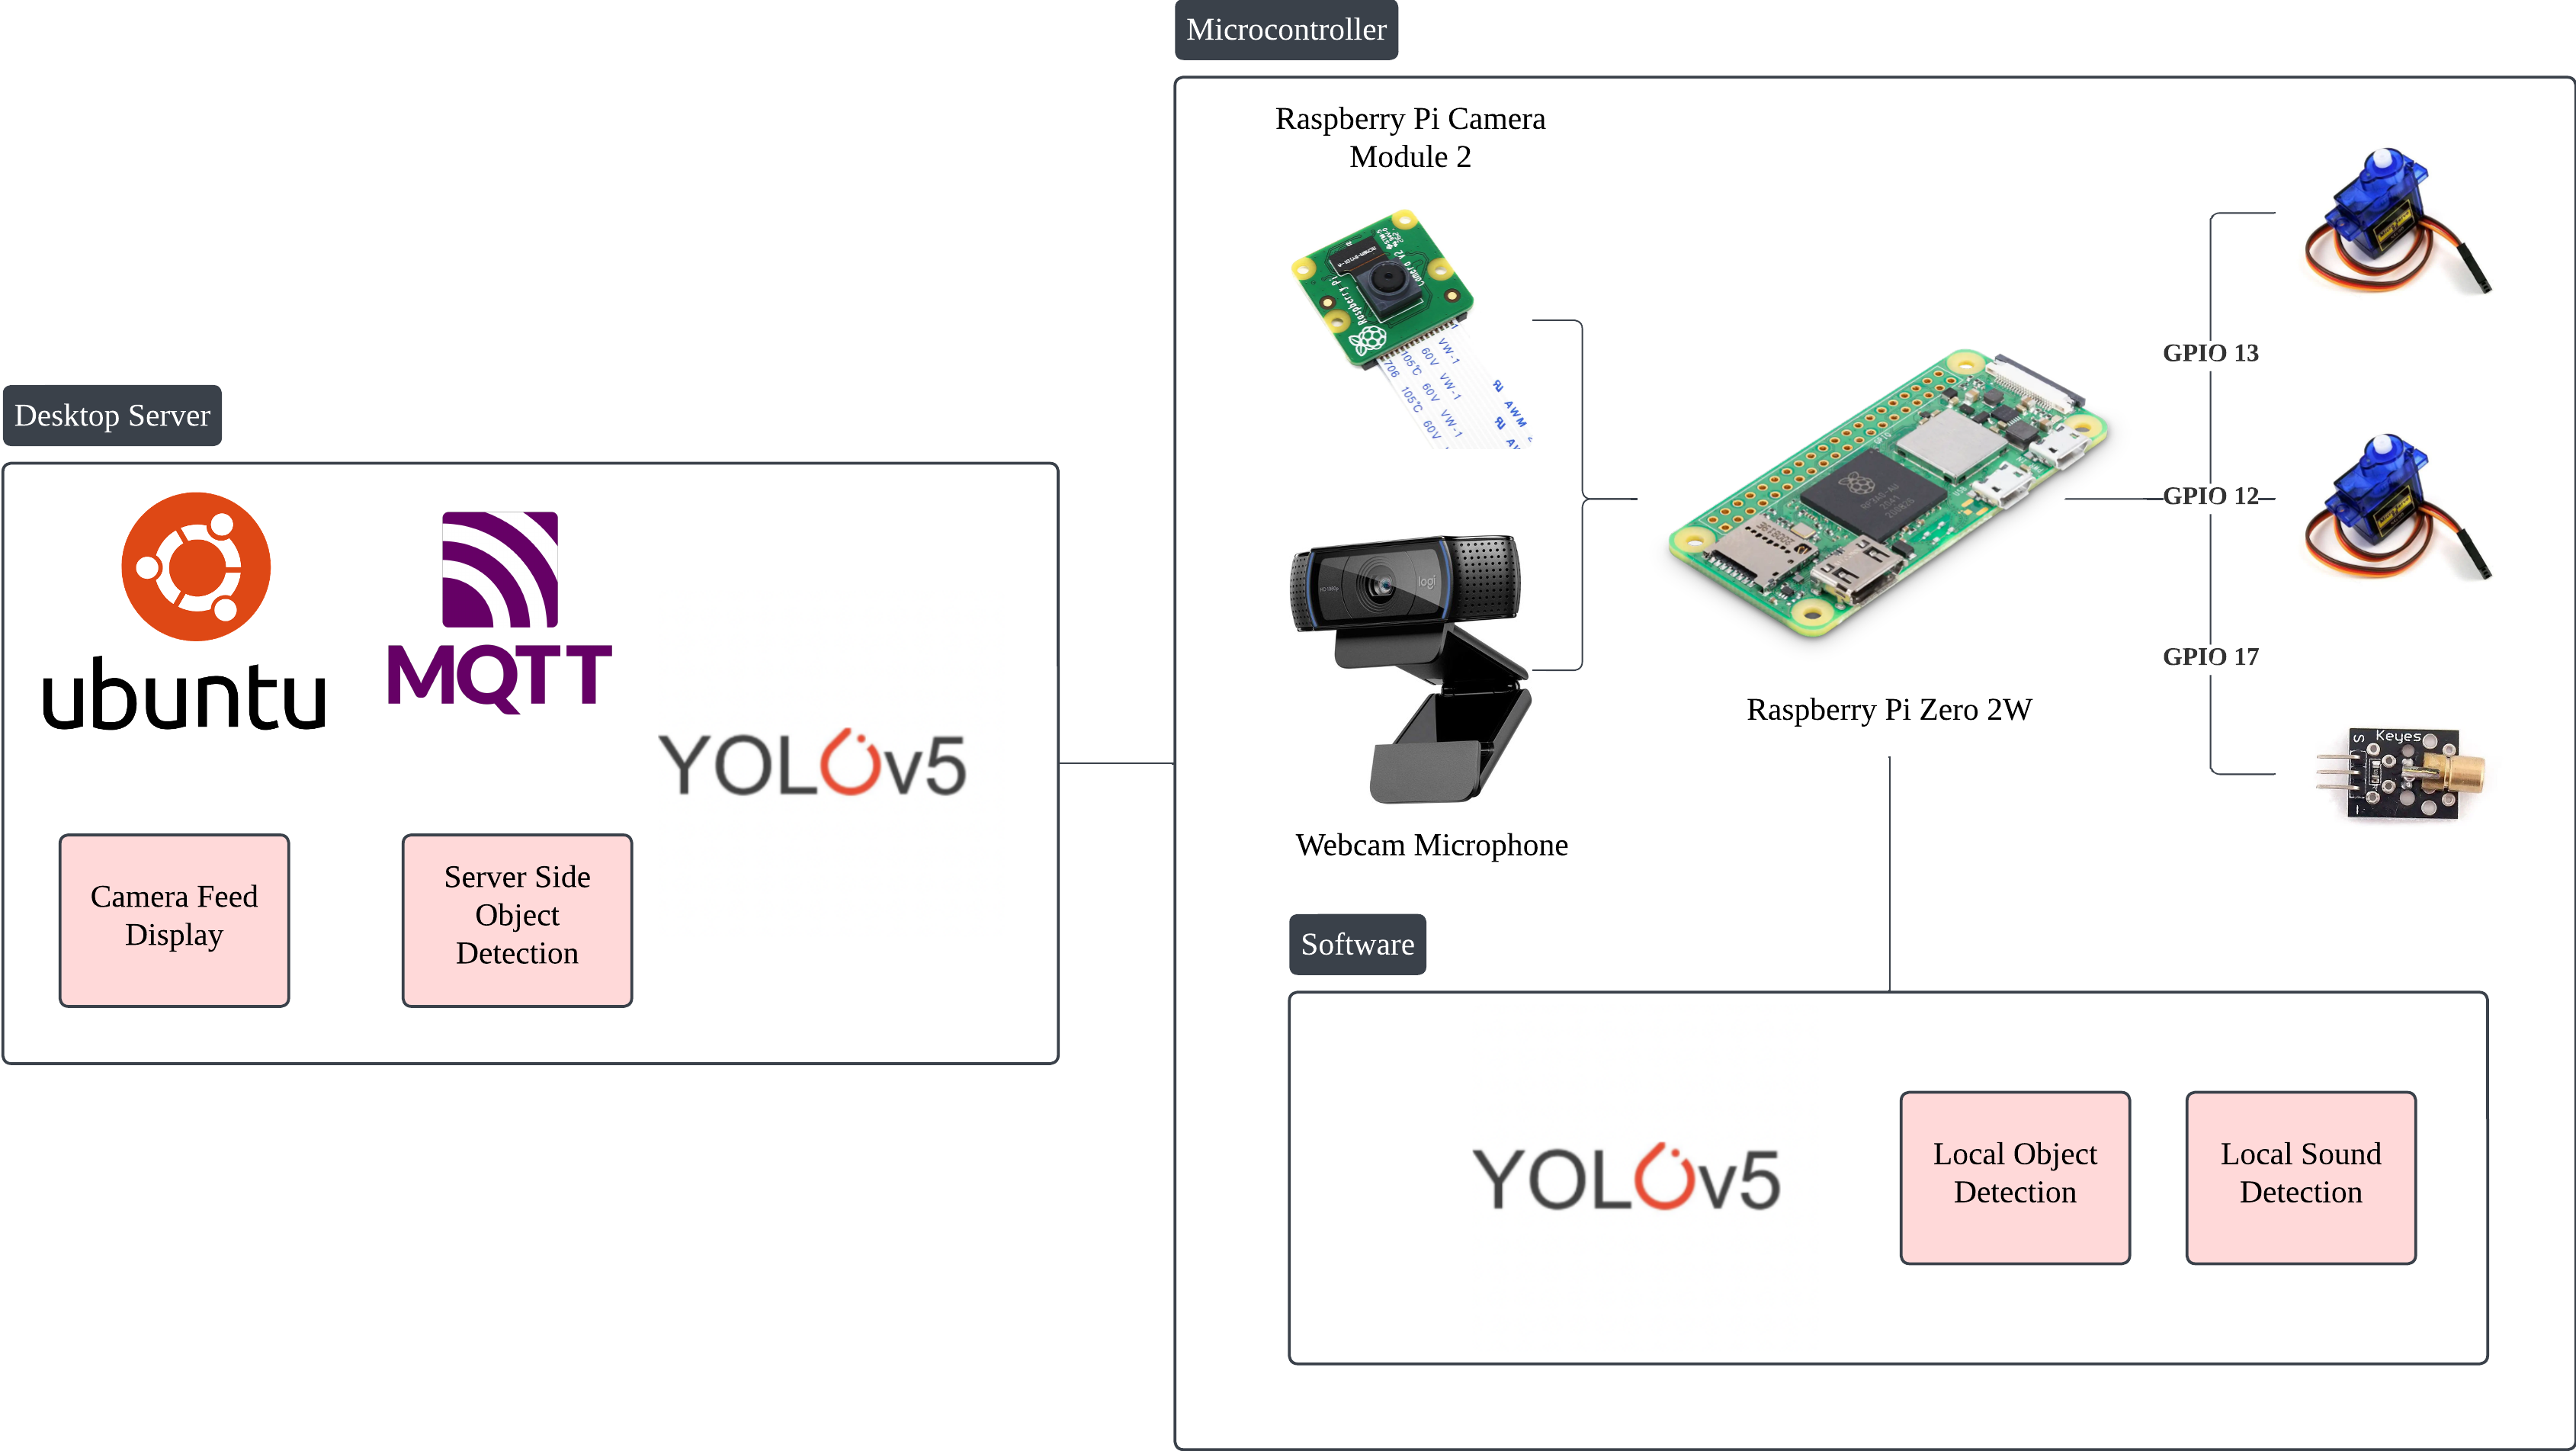 Microcontroller
Raspberry Pi Camera
Module 2
GPIO 13
Desktop Server
ubuntu
MQTT
YOLOv5
Camera Feed
Display
Server Side
Object
Detection
logi
Webcam Microphone
GPIO 12
Raspberry Pi Zero 2W
GPIO 17
S Keyes
Software
YOLOv5
Local Object
Detection
Local Sound
Detection